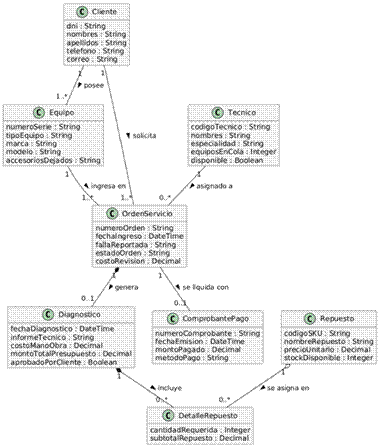 C Cliente
dni : String
nombres : String
apellidos : String
telefono : String
correo : String
1
1
posee
1..*
solicita
C Equipo
numeroSerie : String
tipoEquipo : String
marca : String
modelo : String
accesoriosDejados : String
C Tecnico
codigoTecnico : String
nombres : String
especialidad : String
equiposEnCola : Integer
disponible : Boolean
1
ingresa en
1..*
1..*
1
asignado a
0..*
C OrdenServicio
numeroOrden : String
fechaIngreso : DateTime
fallaReportada : String
estadoOrden : String
costoRevision : Decimal
1
genera
0..1
1
se liquida con
0..1
C Diagnostico
fechaDiagnostico : DateTime
informeTecnico : String
costoManoObra : Decimal
montoTotalPresupuesto : Decimal
aprobadoPorCliente : Boolean
C ComprobantePago
numeroComprobante : String
fechaEmision : DateTime
montoPagado : Decimal
metodoPago : String
C Repuesto
codigoSKU : String
nombreRepuesto : String
precioUnitario : Decimal
stockDisponible : Integer
1
incluye
0..*
1
se asigna en
0..*
C DetalleRepuesto
cantidadRequerida : Integer
subtotalRepuesto : Decimal